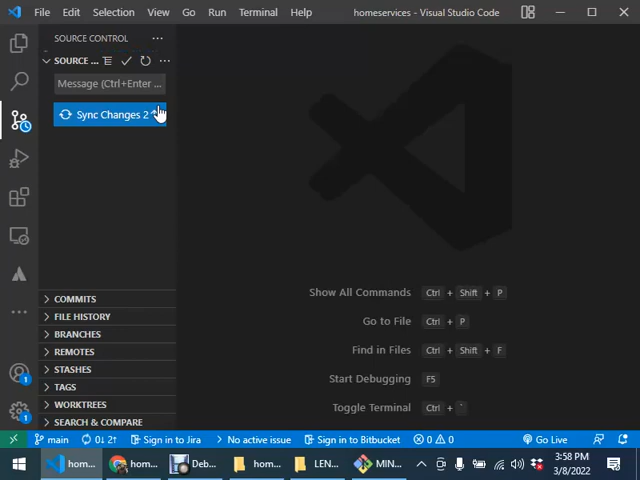 File Edit Selection View Go Run Terminal Help homeservices - Visual Studio Code
SOURCE CONTROL
SOURCE ...
Message (Ctrl+Enter ...
Sync Changes 2
Show All Commands Ctrl + Shift + P
Go to File Ctrl + P
Find in Files Ctrl + Shift + F
Start Debugging F5
Toggle Terminal Ctrl + `
COMMITS
FILE HISTORY
BRANCHES
REMOTES
STASHES
TAGS
WORKTREES
SEARCH & COMPARE
1
1
main 0↓ 2↑ Sign in to Jira No active issue Sign in to Bitbucket 0 0 Go Live
hom... hom... Deb... hom... LEN... MIN... 3:58 PM
3/8/2022